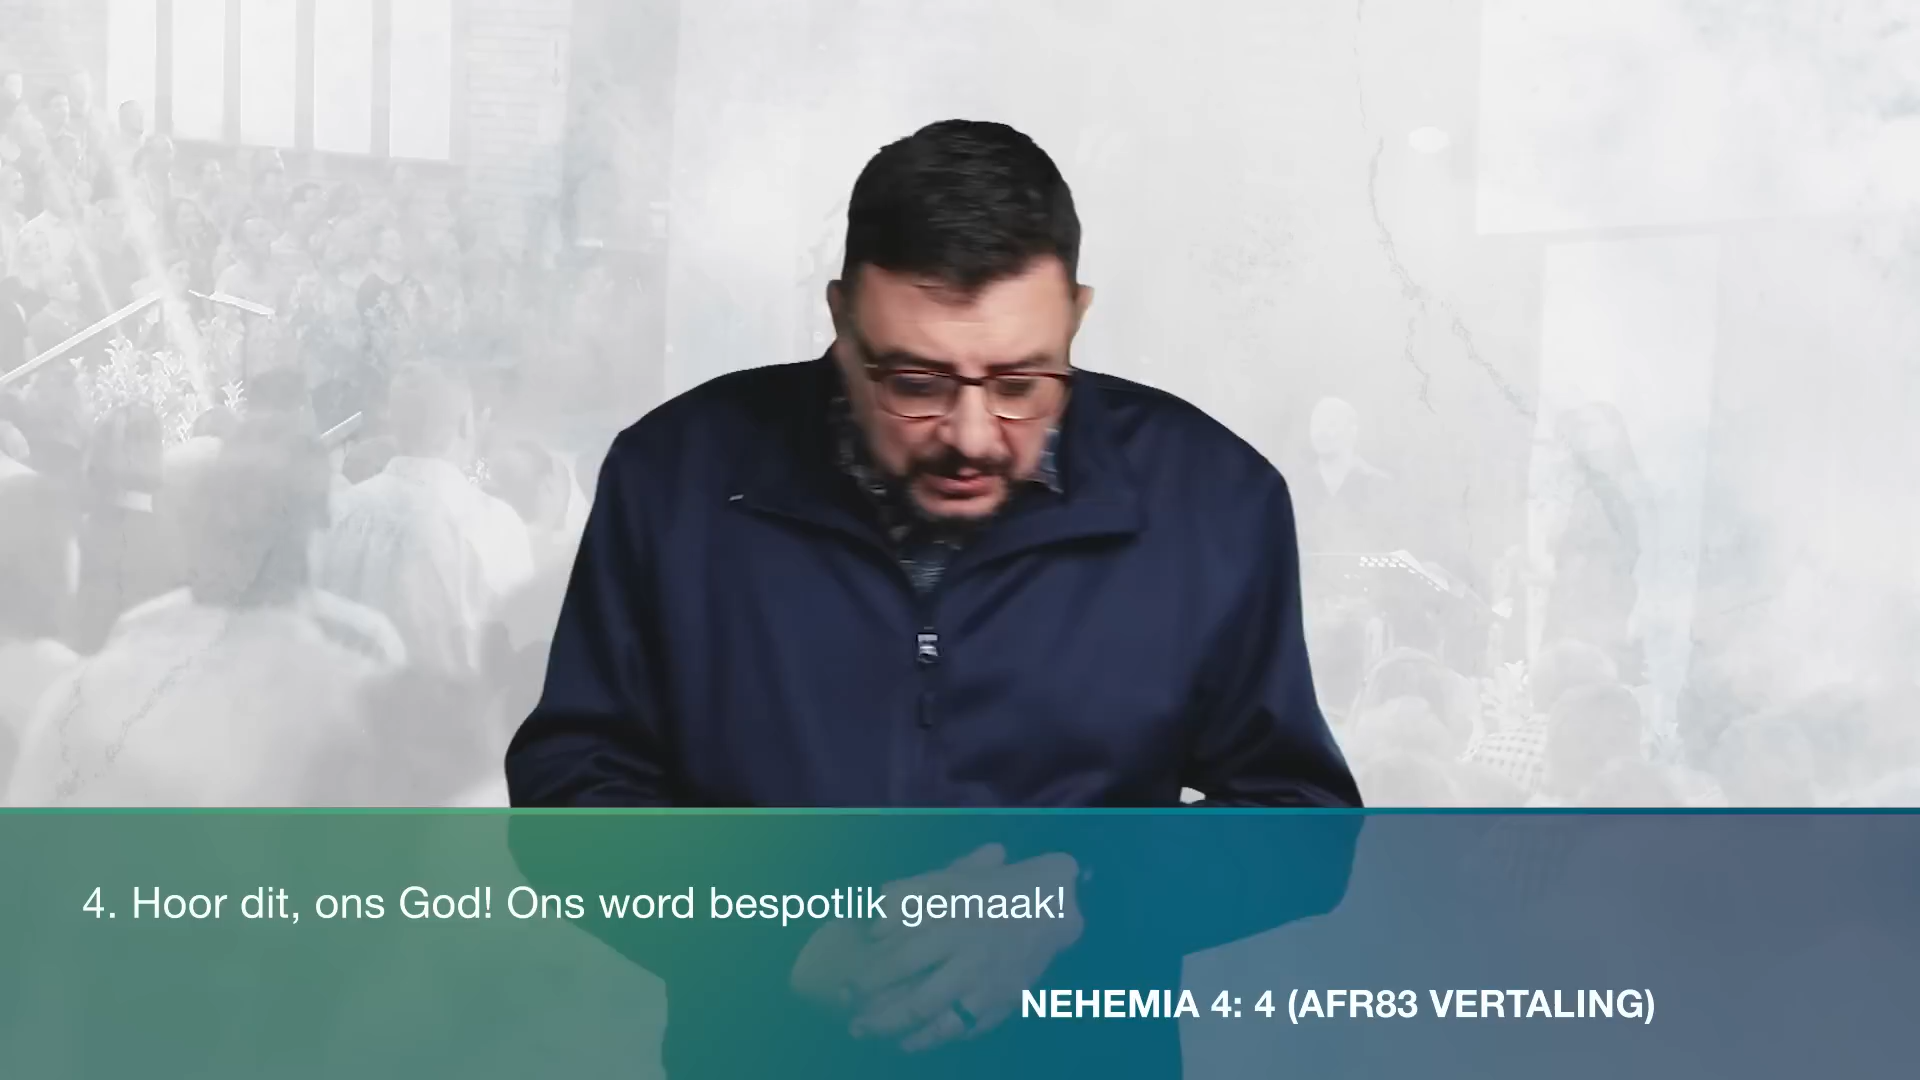 4. Hoor dit, ons God! Ons word bespotlik gemaak!
NEHEMIA 4: 4 (AFR83 VERTALING)